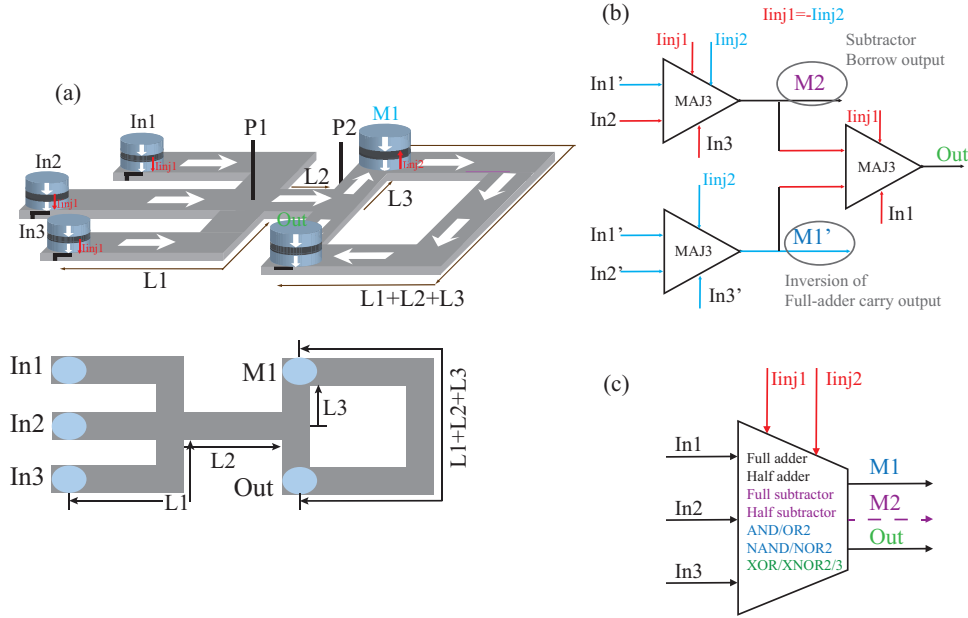 (a)
In1
P1
P2
M1
In2
Iinj1
Iinj2
L2
Iinj1
L3
In3
Out
Iinj1
L1
L1+L2+L3
In1
M1
In2
L3
L2
In3
L1
Out
L1+L2+L3
(b)
Iinj1=-Iinj2
Iinj1
Iinj2
Subtractor
Borrow output
In1’
M2
MAJ3
In2
Iinj1
In3
Out
MAJ3
Iinj2
In1
In1’
M1’
MAJ3
In2’
Inversion of
Full-adder carry output
In3’
(c)
Iinj1
Iinj2
In1
Full adder
Half adder
M1
Full subtractor
Half subtractor
M2
In2
AND/OR2
NAND/NOR2
Out
XOR/XNOR2/3
In3